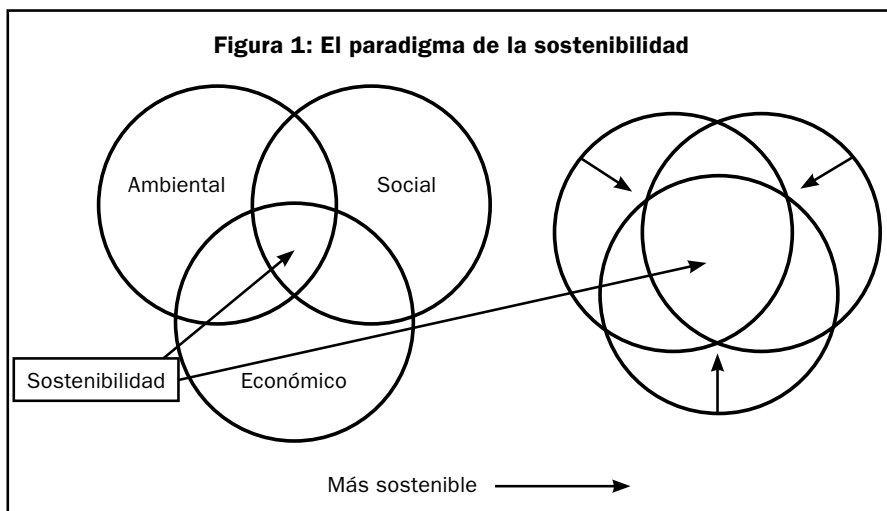 Figura 1: El paradigma de la sostenibilidad
Ambiental
Social
Sostenibilidad
Económico
Más sostenible